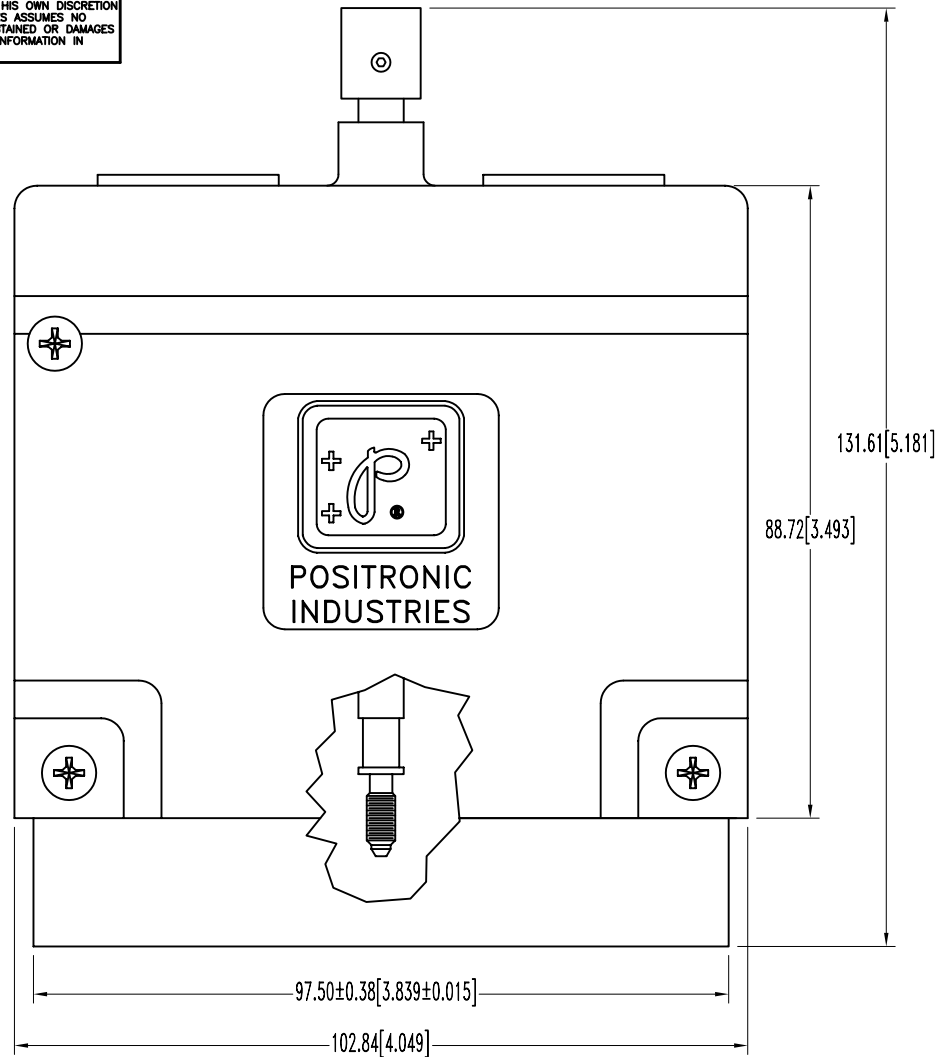 HIS OWN DISCRETION
S ASSUMES NO
TAINED OR DAMAGES
NFORMATION IN
131.61[5.181]
88.72[3.493]
POSITRONIC
INDUSTRIES
97.50±0.38[3.839±0.015]
102.84[4.049]